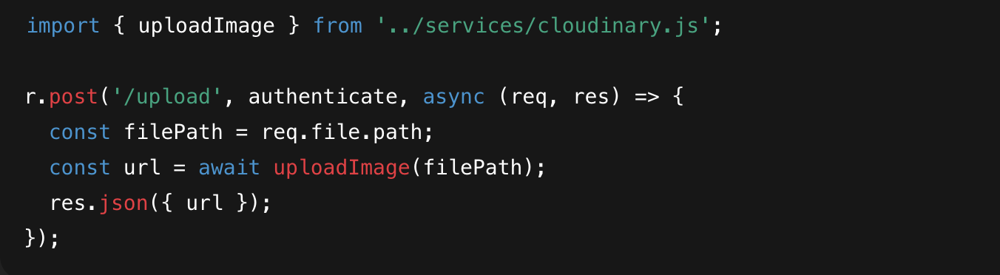 import { uploadImage } from '../services/cloudinary.js';

r.post('/upload', authenticate, async (req, res) => {
  const filePath = req.file.path;
  const url = await uploadImage(filePath);
  res.json({ url });
});